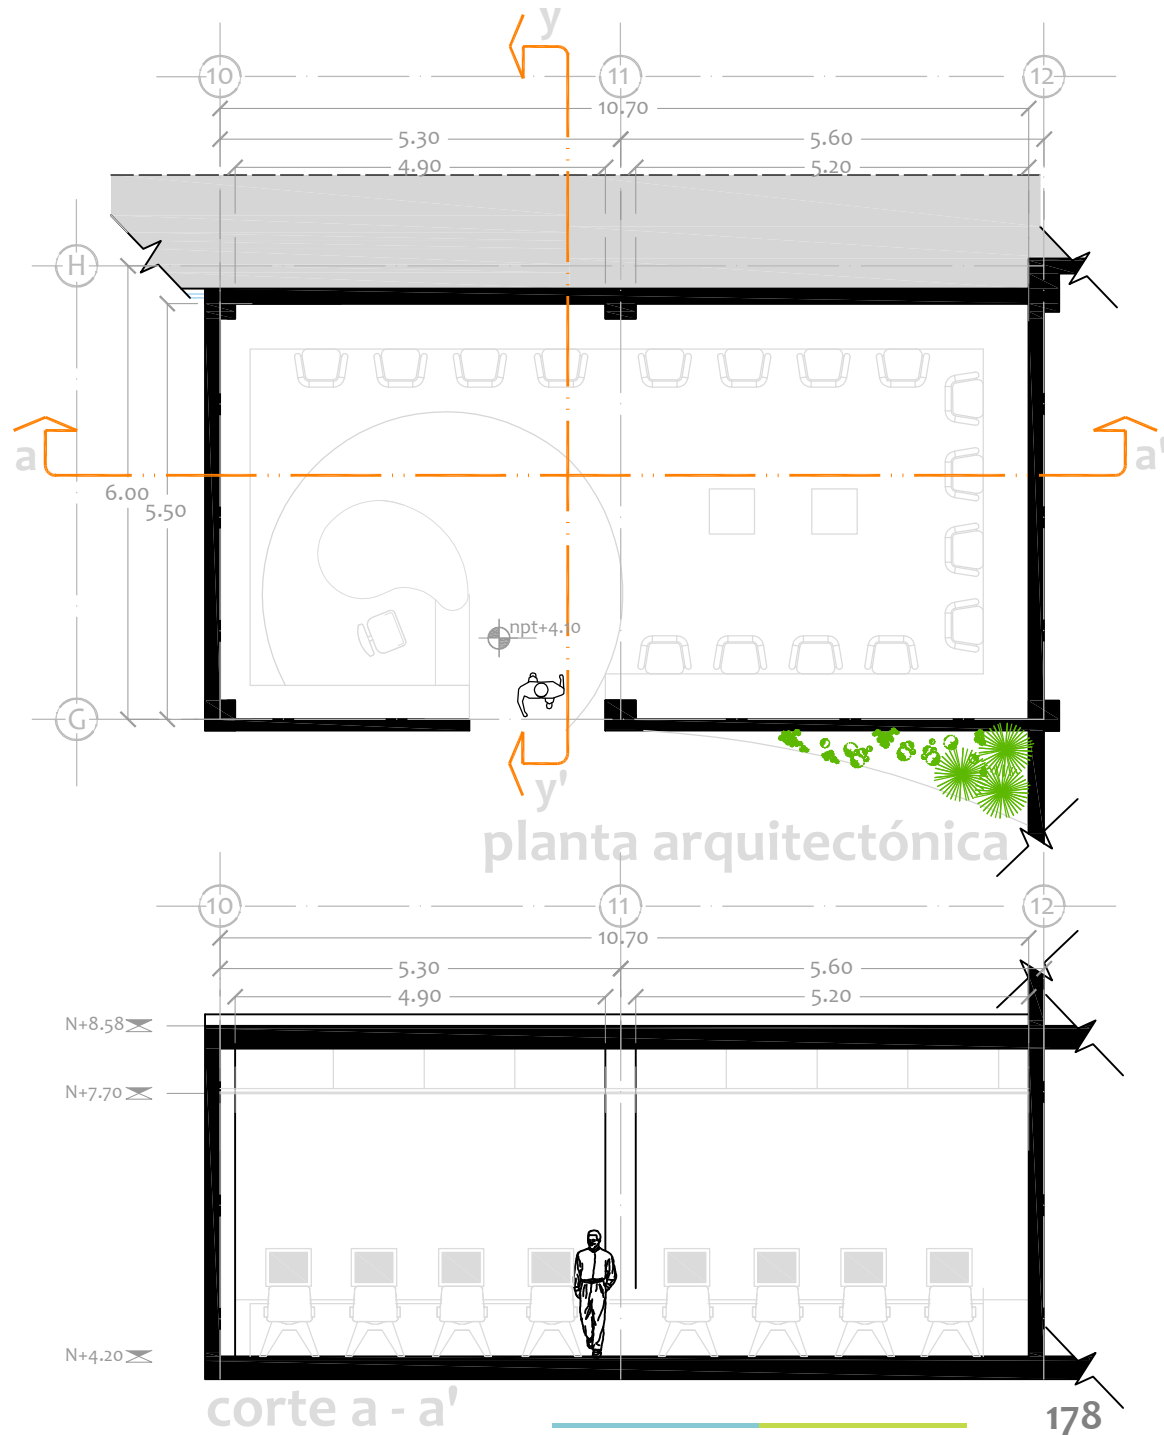 y
10 11 12
10.70
5.30 5.60
4.90 5.20
H
a a'
6.00
5.50
npt+4.10
G
y'
planta arquitectónica
10 11 12
10.70
5.30 5.60
4.90 5.20
N+8.58
N+7.70
N+4.20
corte a - a'
178